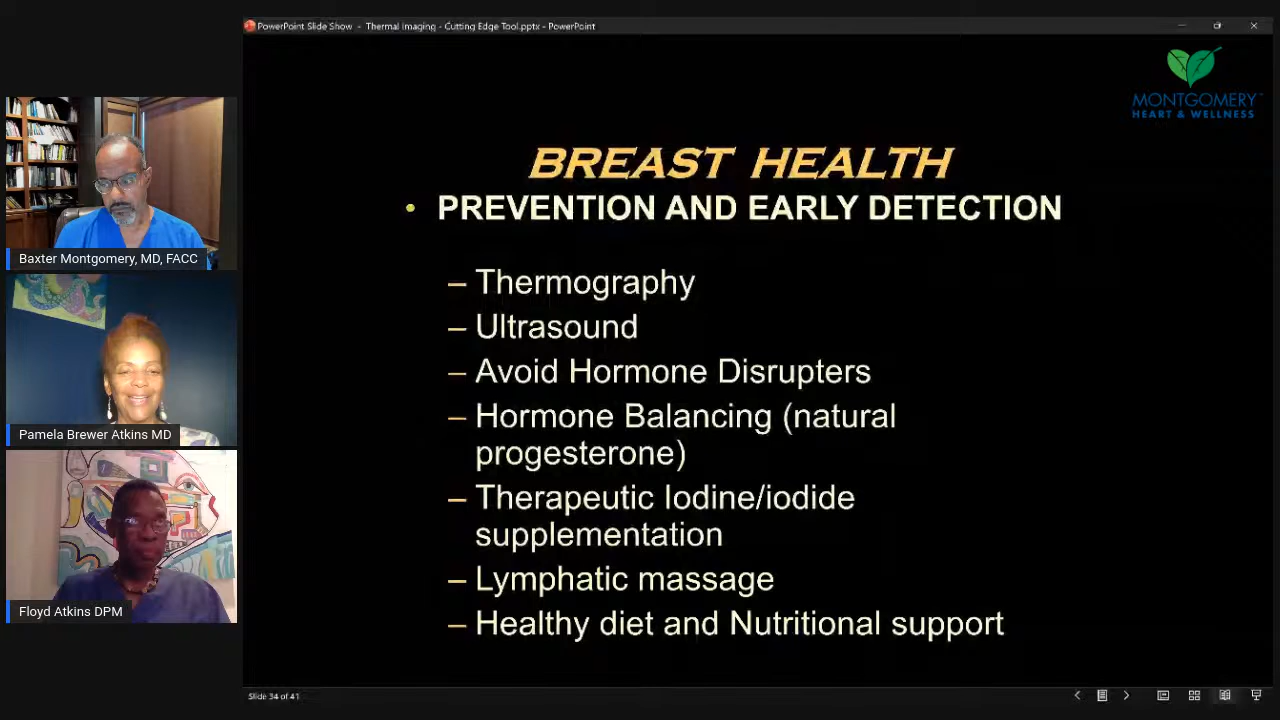 PowerPoint Slide Show - Thermal Imaging - Cutting Edge Tool.pptx - PowerPoint
MONTGOMERY™
HEART & WELLNESS
BREAST HEALTH
• PREVENTION AND EARLY DETECTION
– Thermography
– Ultrasound
– Avoid Hormone Disrupters
– Hormone Balancing (natural
progesterone)
– Therapeutic Iodine/iodide
supplementation
– Lymphatic massage
– Healthy diet and Nutritional support
Baxter Montgomery, MD, FACC
Pamela Brewer Atkins MD
Floyd Atkins DPM
Slide 34 of 41